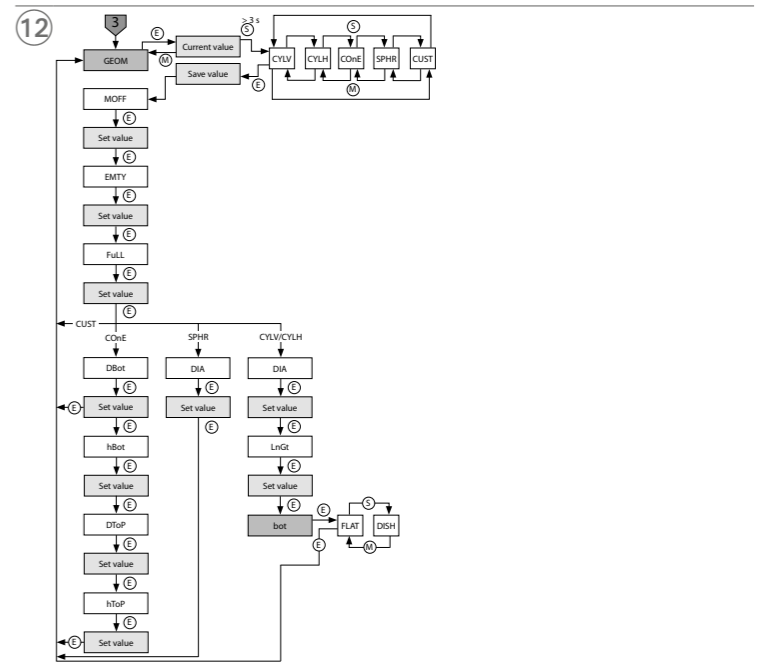 12
3
E
> 3 s
S
S
GEOM
Current value
M
CYLV
CYLH
COnE
SPHR
CUST
Save value
E
M
MOFF
E
Set value
E
EMTY
E
Set value
E
FuLL
E
Set value
E
CUST
COnE
SPHR
CYLV/CYLH
DBot
DIA
DIA
E
E
E
E
Set value
Set value
Set value
E
E
E
hBot
LnGt
E
E
Set value
Set value
E
E
E
DToP
bot
FLAT
S
DISH
E
E
M
Set value
E
hToP
E
E
Set value